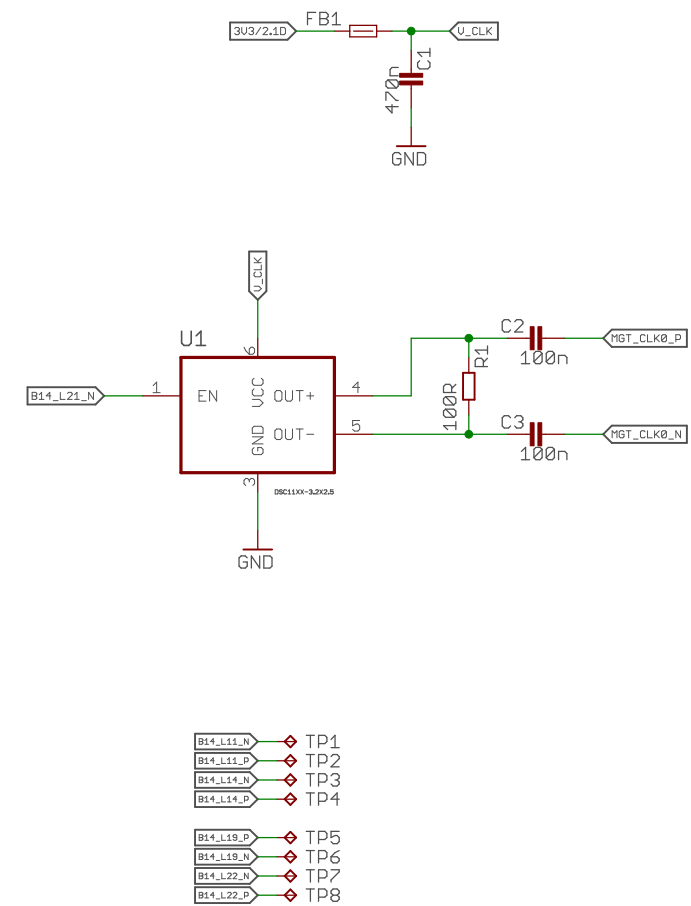 FB1
3V3/2.1D
V_CLK
C1
470n
GND
V_CLK
U1
6
C2
MGT_CLK0_P
100n
R1
B14_L21_N
1
EN
VCC
OUT+
4
100R
C3
MGT_CLK0_N
100n
GND
OUT-
5
3
DSC11XX-3.2X2.5
GND
B14_L11_N TP1
B14_L11_P TP2
B14_L14_N TP3
B14_L14_P TP4
B14_L19_P TP5
B14_L19_N TP6
B14_L22_N TP7
B14_L22_P TP8